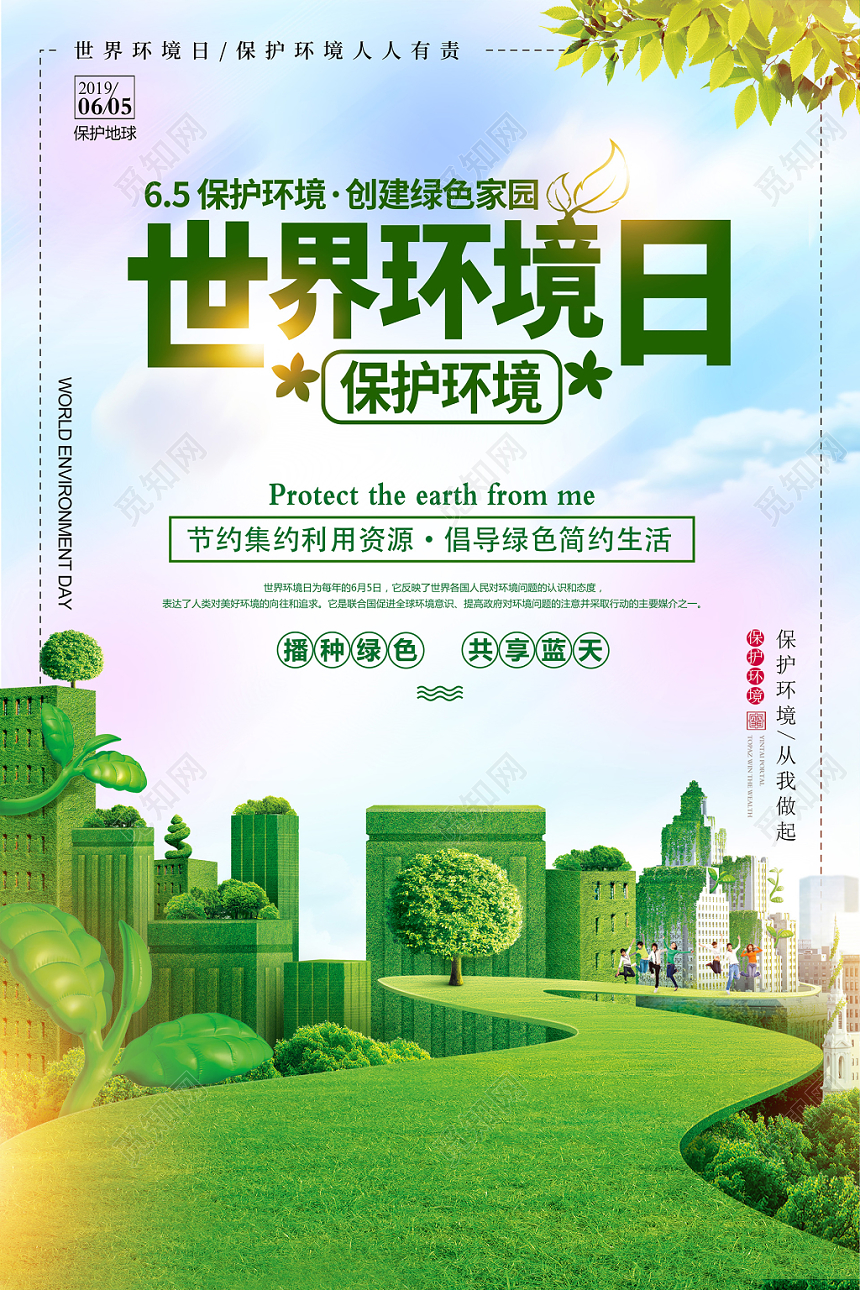 世界环境日/保护环境人人有责
2019/
06/05
保护地球
6.5 保护环境·创建绿色家园
世界环境日
保护环境
WORLD ENVIRONMENT DAY
Protect the earth from me
节约集约利用资源·倡导绿色简约生活
世界环境日为每年的6月5日，它反映了世界各国人民对环境问题的认识和态度，
表达了人类对美好环境的向往和追求。它是联合国促进全球环境意识、提高政府对环境问题的注意并采取行动的主要媒介之一。
播种绿色 共享蓝天
保护环境/从我做起
保护环境
YINTAI PORTAL
TOPAZ WIN THE WEALTH
觅知网